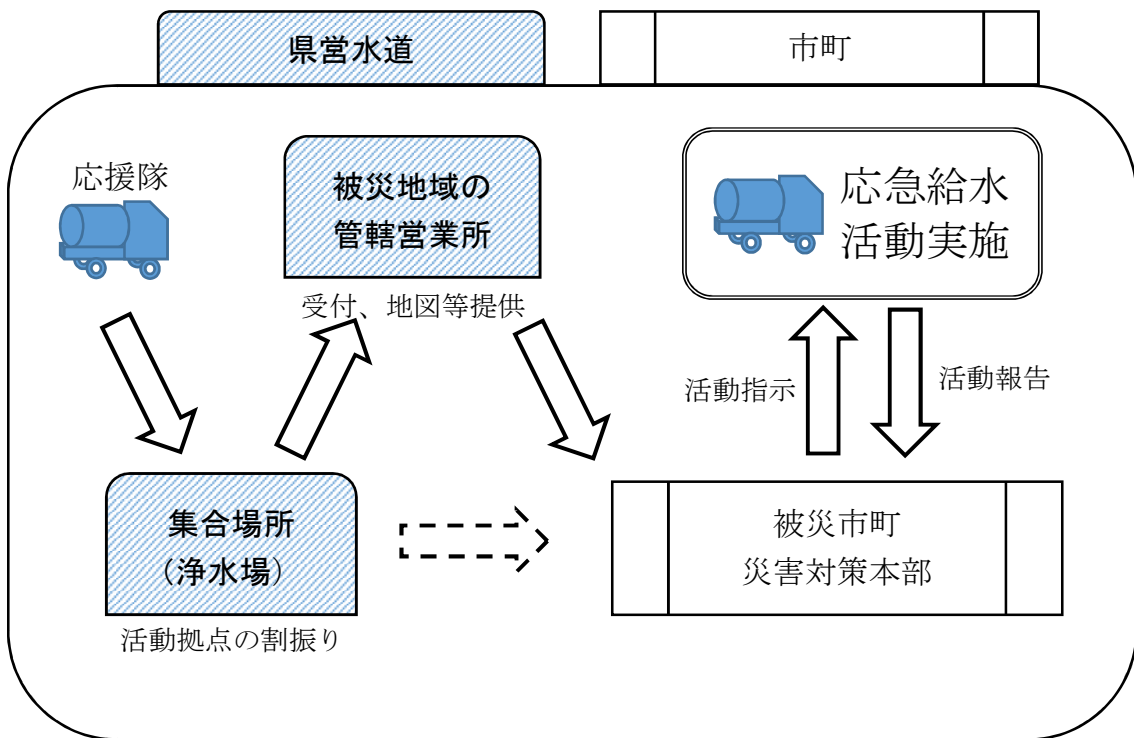 県営水道
市町
応援隊
被災地域の
管轄営業所
受付、地図等提供
応急給水
活動実施
活動指示
活動報告
集合場所
（浄水場）
活動拠点の割振り
被災市町
災害対策本部